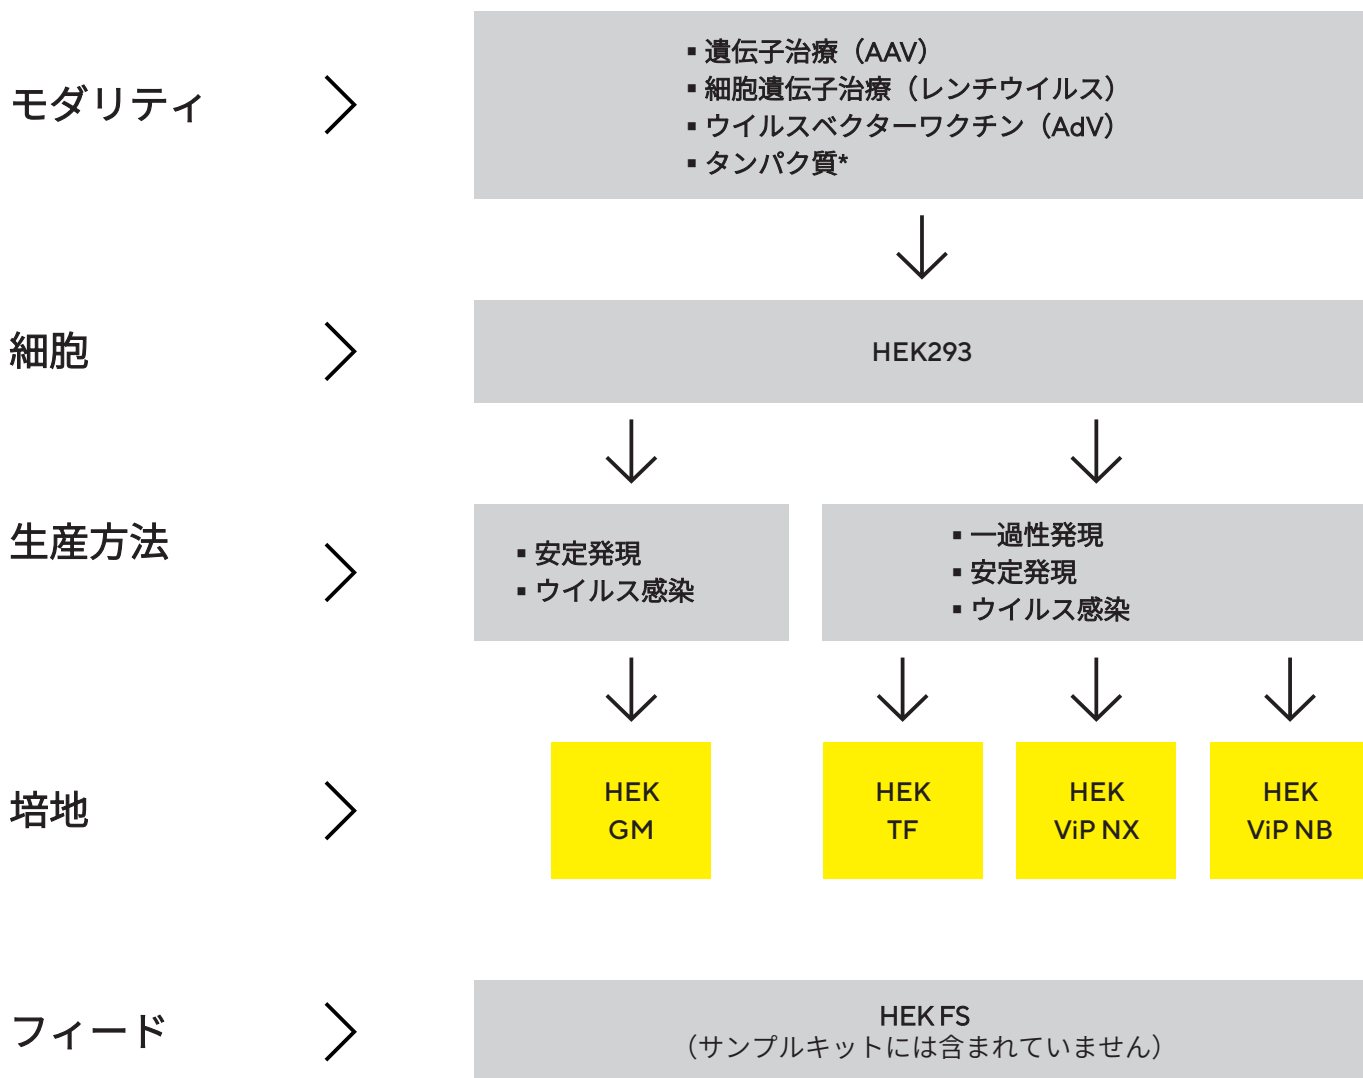 モダリティ
▪ 遺伝子治療（AAV）
▪ 細胞遺伝子治療（レンチウイルス）
▪ ウイルスベクターワクチン（AdV）
▪ タンパク質*
細胞
HEK293
生産方法
▪ 安定発現
▪ ウイルス感染
▪ 一過性発現
▪ 安定発現
▪ ウイルス感染
培地
HEK
GM
HEK
TF
HEK
ViP NX
HEK
ViP NB
フィード
HEK FS
（サンプルキットには含まれていません）